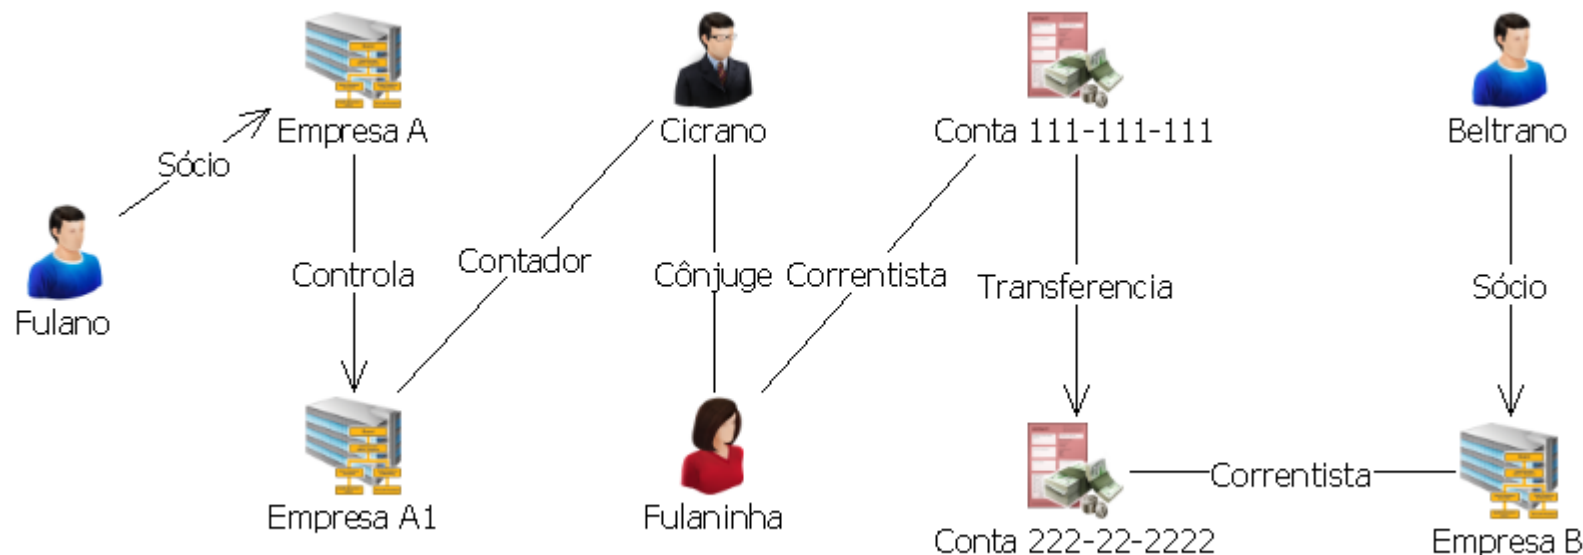 Empresa A
Cicrano
Conta 111-111-111
Beltrano
Sócio
Fulano
Controla
Contador
Cônjuge
Correntista
Transferencia
Sócio
Empresa A1
Fulaninha
Conta 222-22-2222
Correntista
Empresa B